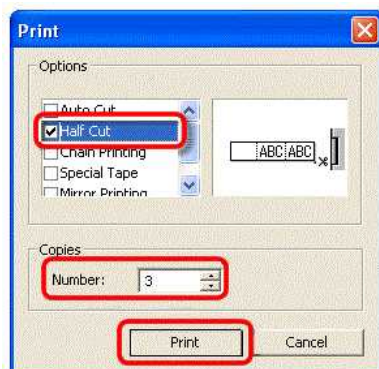 Print
Options
Auto Cut
Half Cut
Chain Printing
Special Tape
Mirror Printing
ABC ABC
Copies
Number: 3
Print Cancel